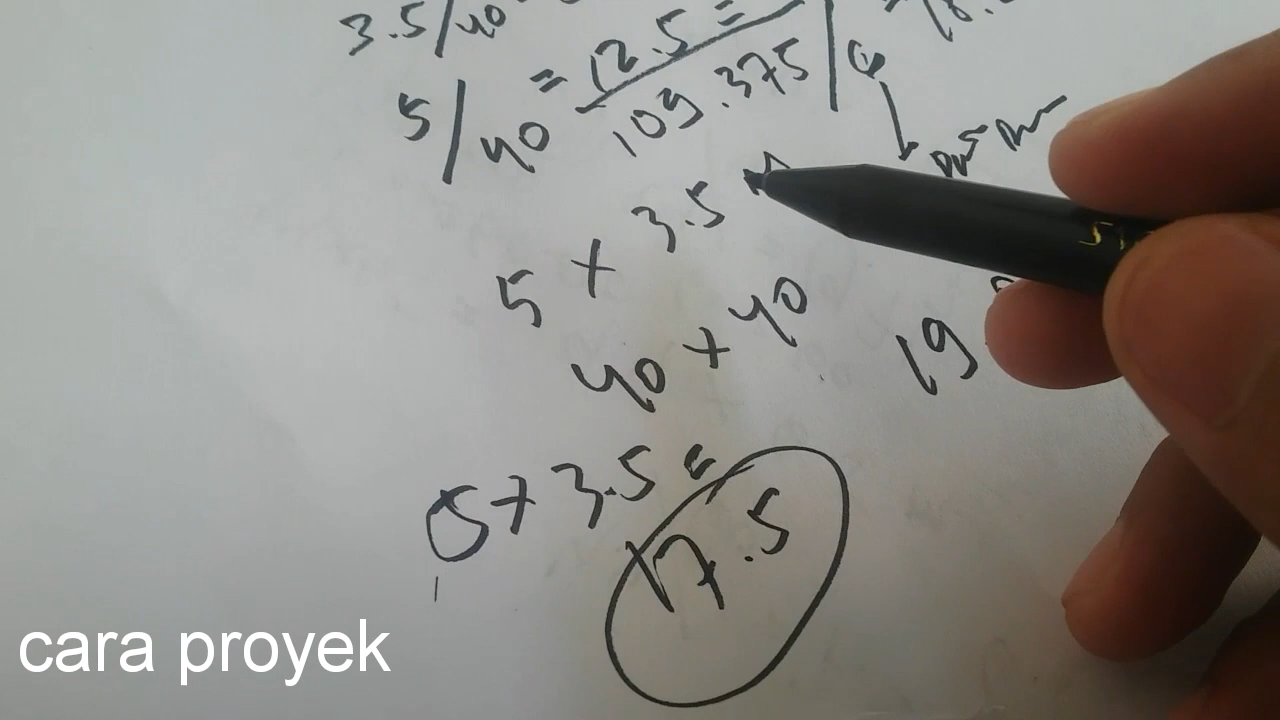 3.5/40
5/40 = 12.5 =
109.375
5 + 3.5
40 + 40
19
5 + 3.5 =
17.5
cara proyek